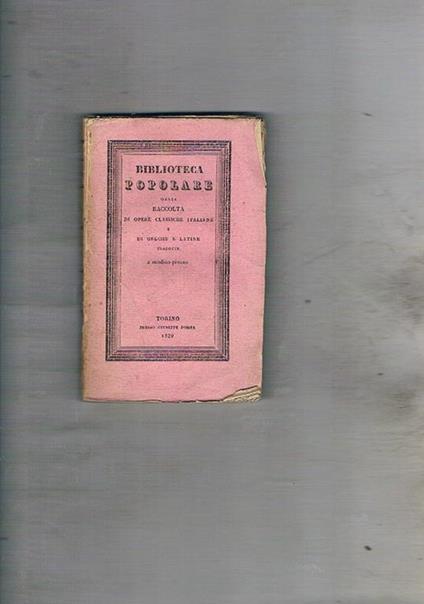 BIBLIOTECA
POPOLARE
OSSIA
RACCOLTA
DI OPERE CLASSICHE ITALIANE
E
DI GRECHE E LATINE
TRADOTTE
a modico prezzo
TORINO
PRESSO GIUSEPPE POMBA
1829